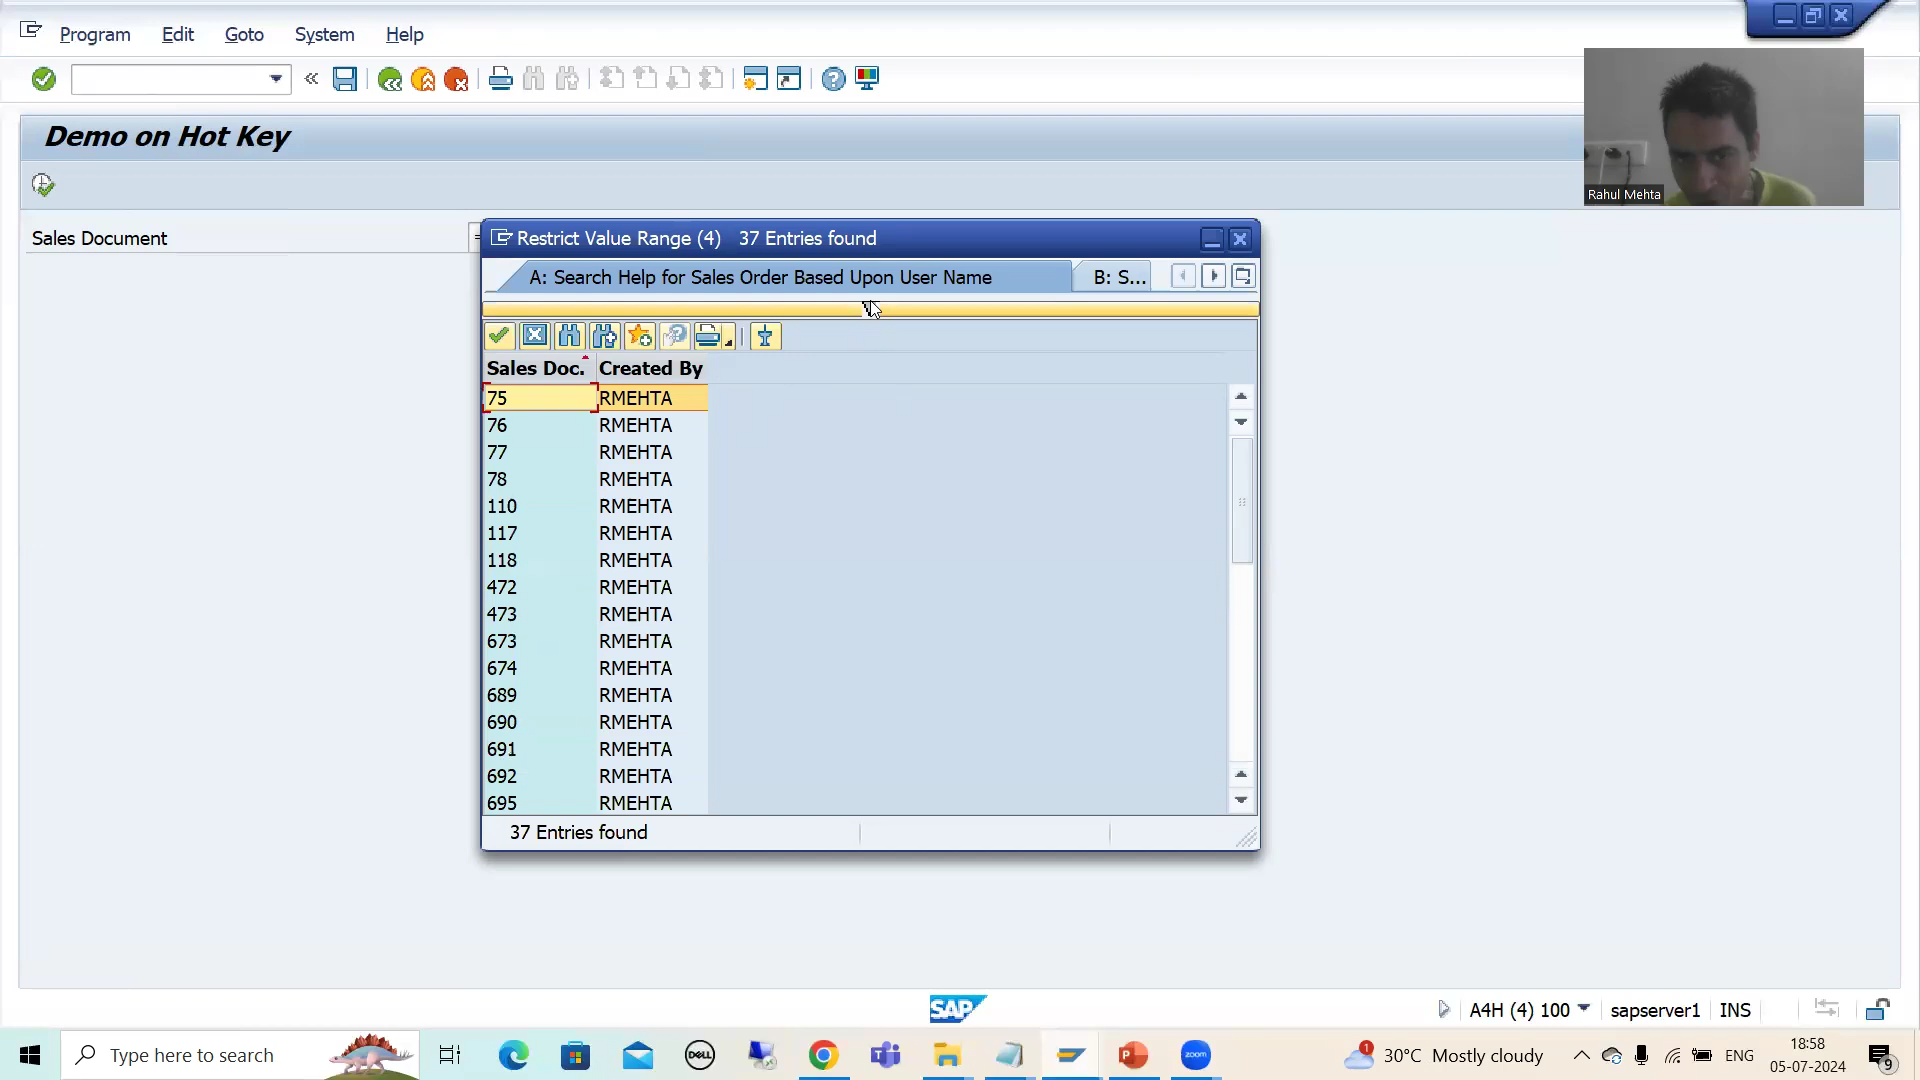 Program Edit Goto System Help
Demo on Hot Key
Rahul Mehta
Sales Document
Restrict Value Range (4) 37 Entries found
A: Search Help for Sales Order Based Upon User Name B: S...
Sales Doc. Created By
75 RMEHTA
76 RMEHTA
77 RMEHTA
78 RMEHTA
110 RMEHTA
117 RMEHTA
118 RMEHTA
472 RMEHTA
473 RMEHTA
673 RMEHTA
674 RMEHTA
689 RMEHTA
690 RMEHTA
691 RMEHTA
692 RMEHTA
695 RMEHTA
37 Entries found
SAP A4H (4) 100 sapserver1 INS
Type here to search DELL zoom 1 30°C Mostly cloudy ENG 18:58
05-07-2024 9